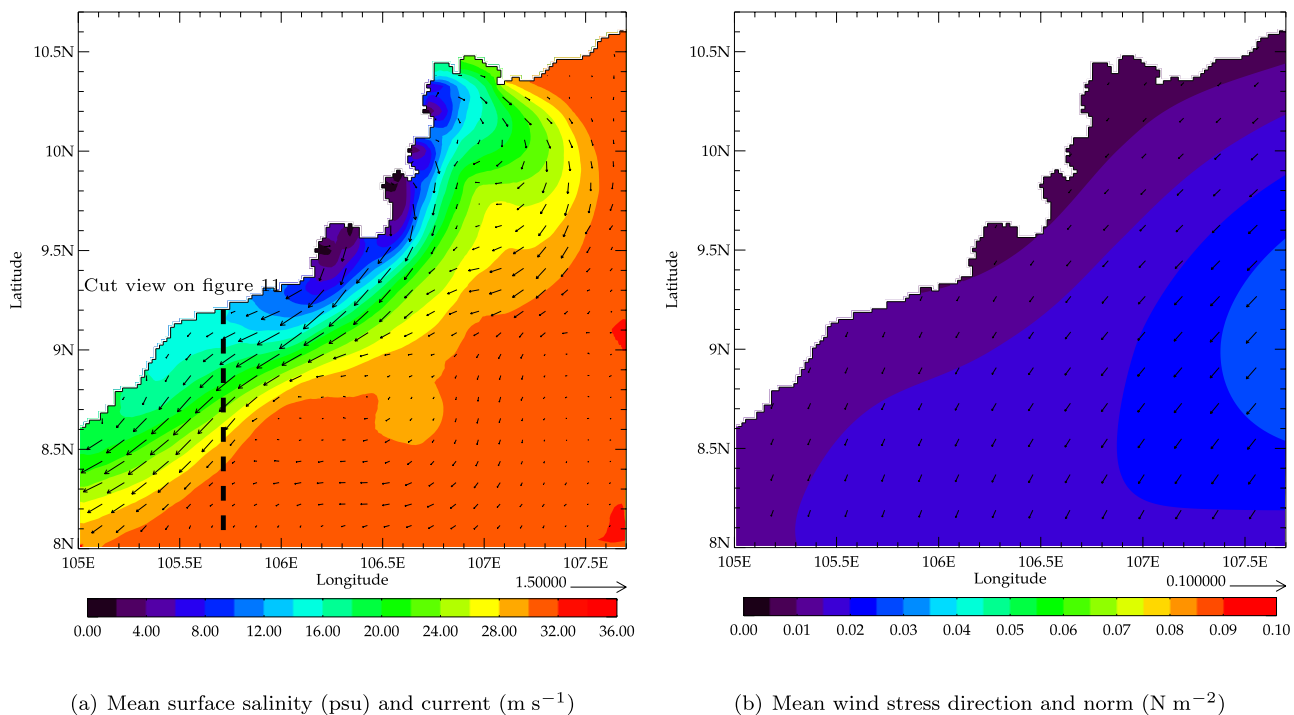 10.5N
10N
9.5N
9N
8.5N
8N
Latitude
Cut view on figure 11
105E 105.5E 106E 106.5E 107E 107.5E
Longitude
1.50000
0.00 4.00 8.00 12.00 16.00 20.00 24.00 28.00 32.00 36.00
(a) Mean surface salinity (psu) and current (m s⁻¹)
10.5N
10N
9.5N
9N
8.5N
8N
Latitude
105E 105.5E 106E 106.5E 107E 107.5E
Longitude
0.100000
0.00 0.01 0.02 0.03 0.04 0.05 0.06 0.07 0.08 0.09 0.10
(b) Mean wind stress direction and norm (N m⁻²)